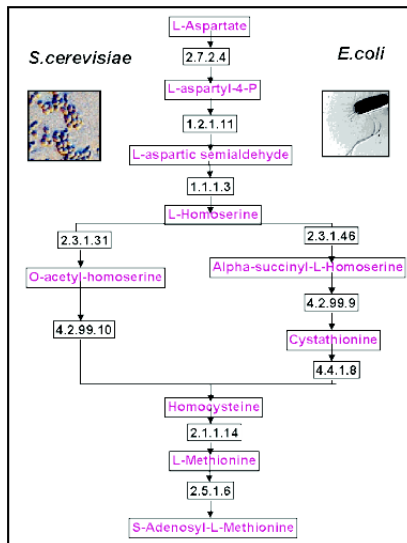 L-Aspartate
S.cerevisiae
2.7.2.4
E.coli
L-aspartyl-4-P
1.2.1.11
L-aspartic semialdehyde
1.1.1.3
L-Homoserine
2.3.1.31
2.3.1.46
O-acetyl-homoserine
Alpha-succinyl-L-Homoserine
4.2.99.9
4.2.99.10
Cystathionine
4.4.1.8
Homocysteine
2.1.1.14
L-Methionine
2.5.1.6
S-Adenosyl-L-Methionine